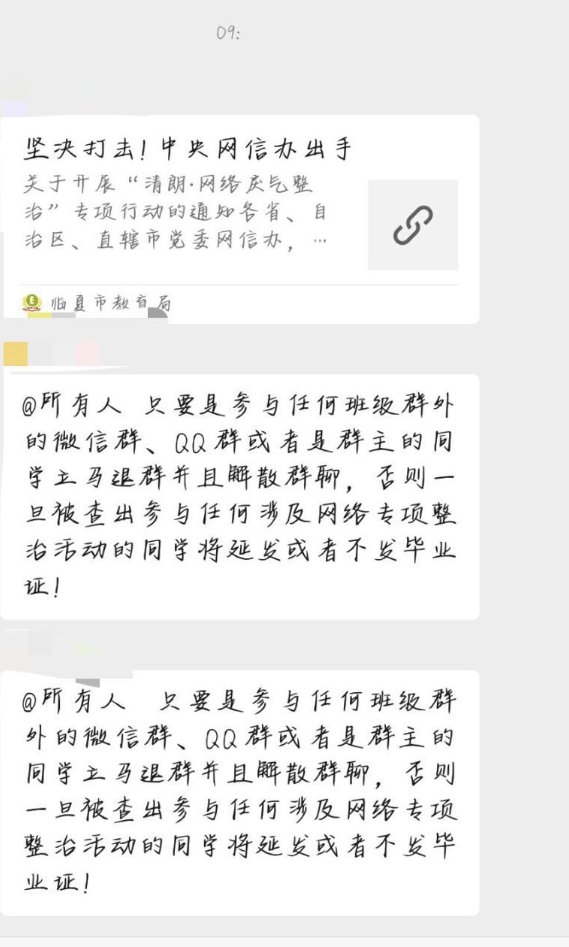 09:
坚决打击!中央网信办出手
关于开展“清朗·网络戾气整
治”专项行动的通知各省、自
治区、直辖市党委网信办，…
临夏市教育局
@所有人 只要是参与任何班级群外
的微信群、QQ群或者是群主的同
学立马退群并且解散群聊，否则一
旦被查出参与任何涉及网络专项整
治活动的同学将延发或者不发毕业
证!
@所有人 只要是参与任何班级群
外的微信群、QQ群或者是群主的
同学立马退群并且解散群聊，否则
一旦被查出参与任何涉及网络专项
整治活动的同学将延发或者不发毕
业证!